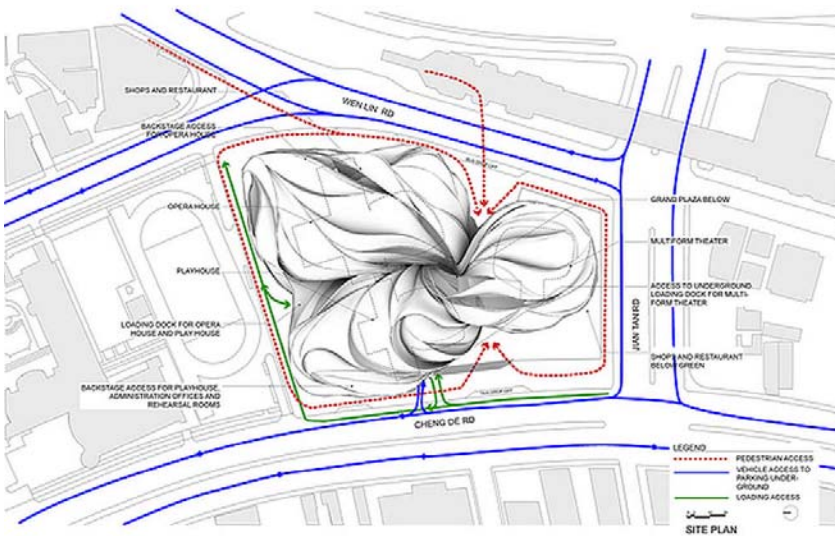 SHOPS AND RESTAURANT
WEN LIN RD
BACKSTAGE ACCESS
FOR OPERA HOUSE
OPERA HOUSE
PLAYHOUSE
LOADING DOCK FOR OPERA
HOUSE AND PLAY HOUSE
BACKSTAGE ACCESS FOR PLAYHOUSE,
ADMINISTRATION OFFICES AND
REHEARSAL ROOMS
GRAND PLAZA BELOW
MULTI FORM THEATER
ACCESS TO UNDERGROUND
LOADING DOCK FOR MULTI-
FORM THEATER
JIAN TAN RD
SHOPS AND RESTAURANT
BELOW GREEN
CHENG DE RD
LEGEND
PEDESTRIAN ACCESS
VEHICLE ACCESS TO
PARKING UNDER-
GROUND
LOADING ACCESS
SITE PLAN